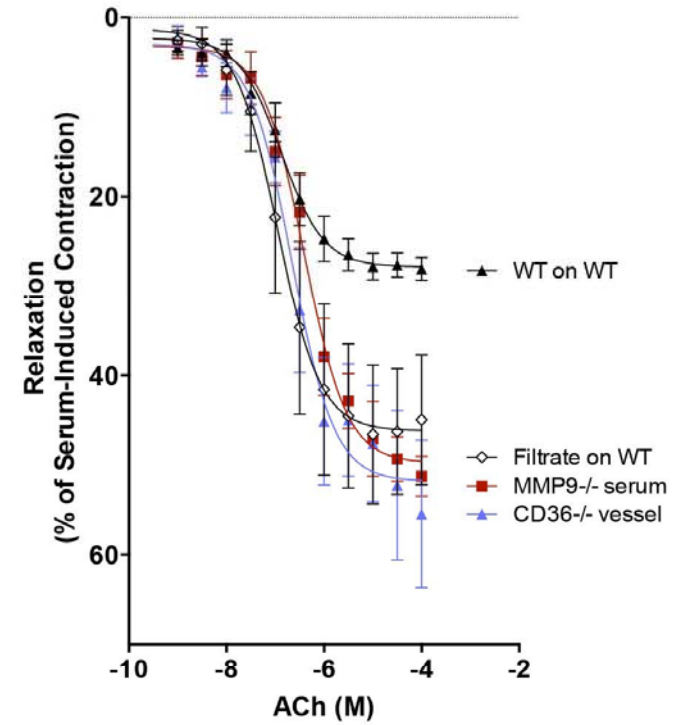 0
20
40
60
-10
-8
-6
-4
-2
Relaxation
(% of Serum-Induced Contraction)
ACh (M)
WT on WT
Filtrate on WT
MMP9-/- serum
CD36-/- vessel